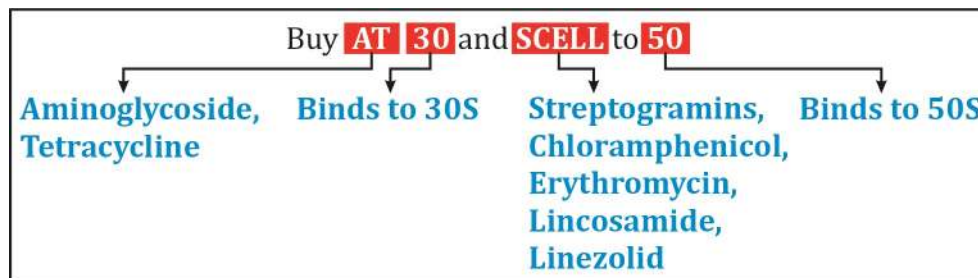 Buy AT 30 and SCELL to 50
Aminoglycoside,
Tetracycline
Binds to 30S
Streptogramins,
Chloramphenicol,
Erythromycin,
Lincosamide,
Linezolid
Binds to 50S